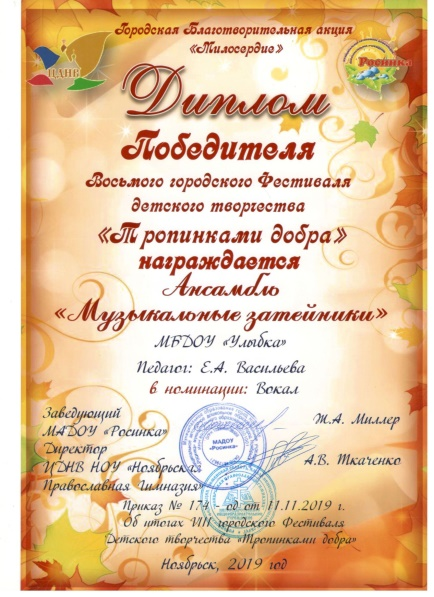 Городская Благотворительная акция
«Милосердие»
ЦДНВ
Росинка
Диплом
Победителя
Восьмого городского Фестиваля
детского творчества
«Тропинками добра»
награждается
Ансамбль
«Музыкальные затейники»
МБДОУ «Улыбка»
Педагог: Е.А. Васильева
в номинации: Вокал
Заведующий
МАДОУ «Росинка» Ж.А. Миллер
Директор
ЦДНВ НОУ «Ноябрьская А.В. Ткаченко
Православная Гимназия»
МАДОУ
«Росинка»
Приказ № 174 - од от 11.11.2019 г.
Об итогах VIII городского Фестиваля
Детского творчества «Тропинками добра»
Ноябрьск, 2019 год